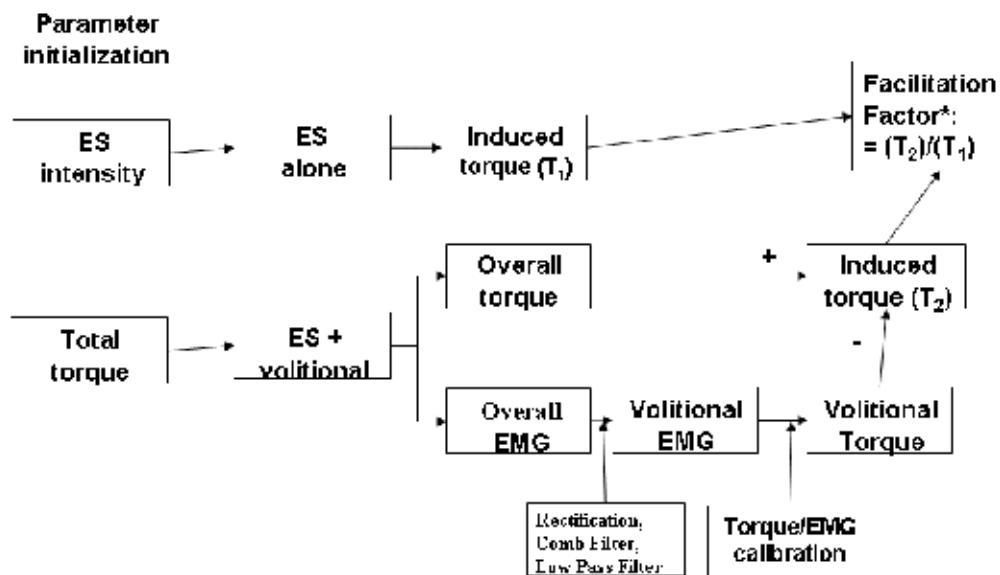 Parameter
initialization
ES
intensity
ES
alone
Induced
torque (T₁)
Facilitation
Factor*:
= (T₂)/(T₁)
Total
torque
ES +
volitional
Overall
torque
+
Induced
torque (T₂)
-
Overall
EMG
Volitional
EMG
Volitional
Torque
Rectification,
Comb Filter,
Low Pass Filter
Torque/EMG
calibration